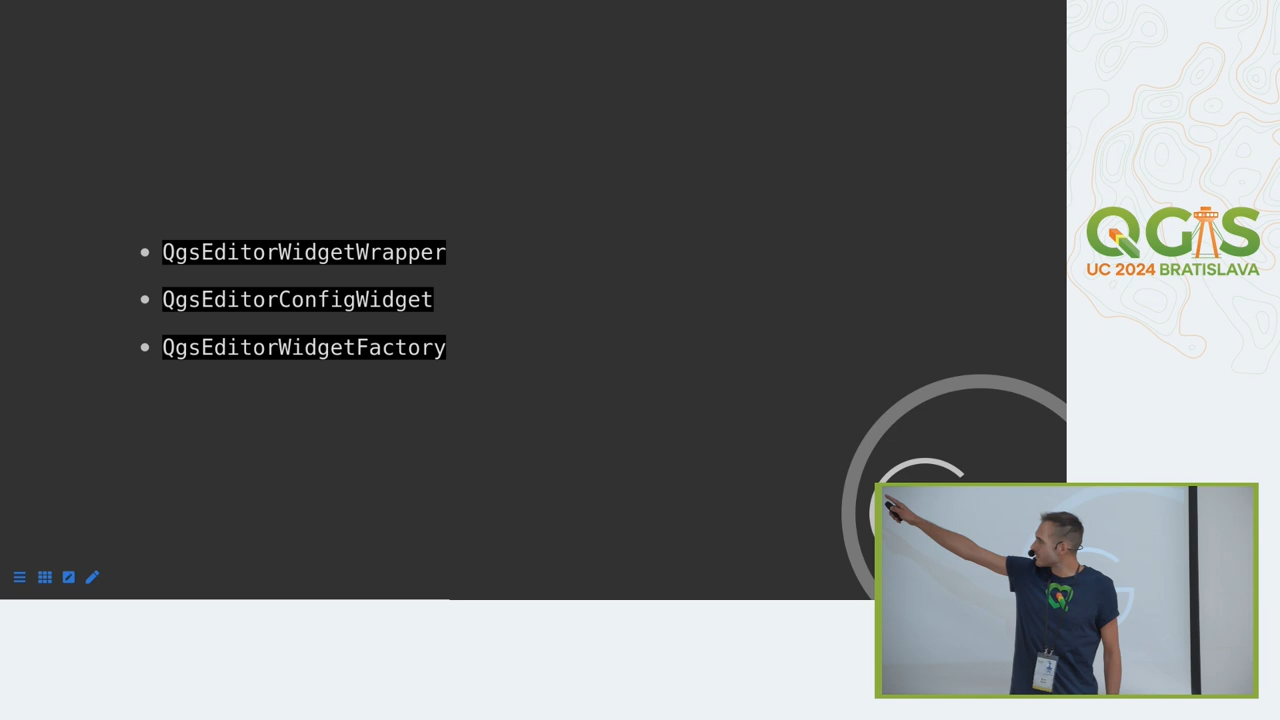 QgsEditorWidgetWrapper
QgsEditorConfigWidget
QgsEditorWidgetFactory
QGIS
UC 2024 BRATISLAVA